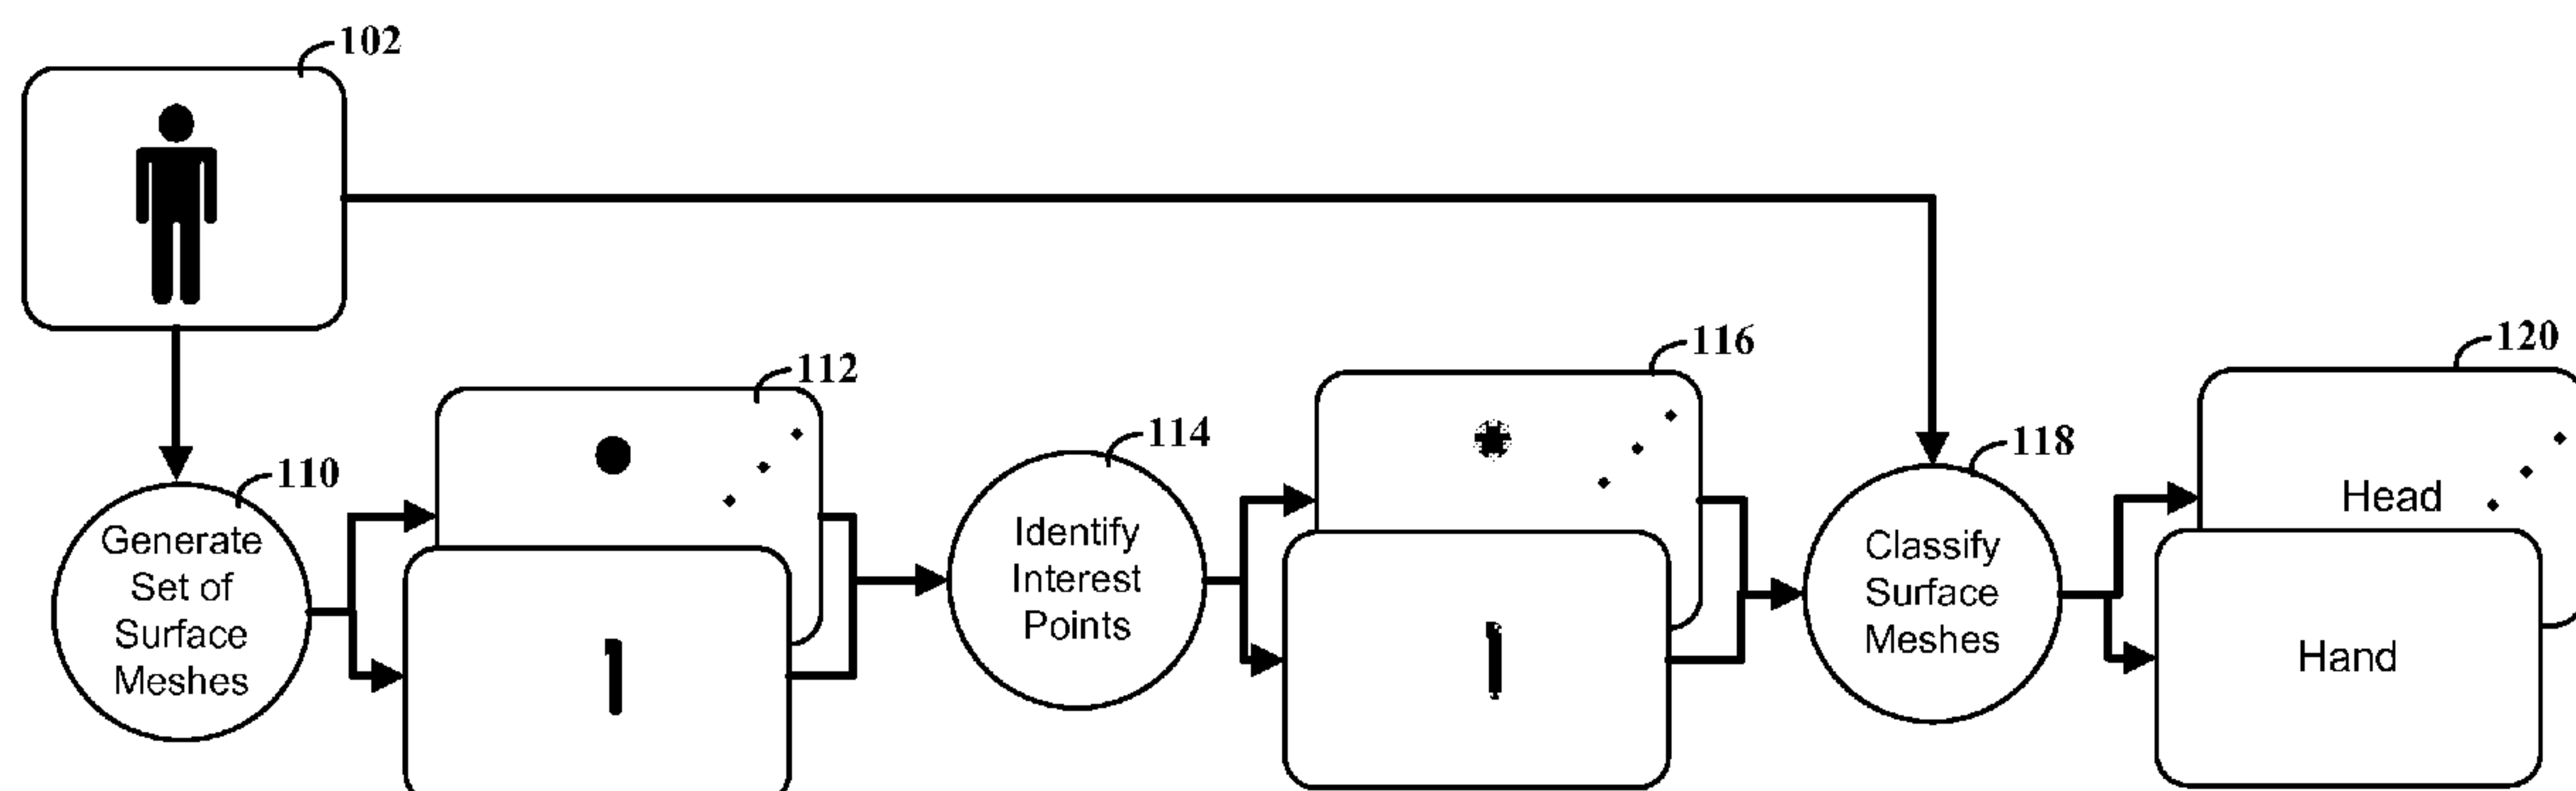 102
112
116
120
110
114
118
Generate
Set of
Surface
Meshes
Identify
Interest
Points
Classify
Surface
Meshes
Head
Hand